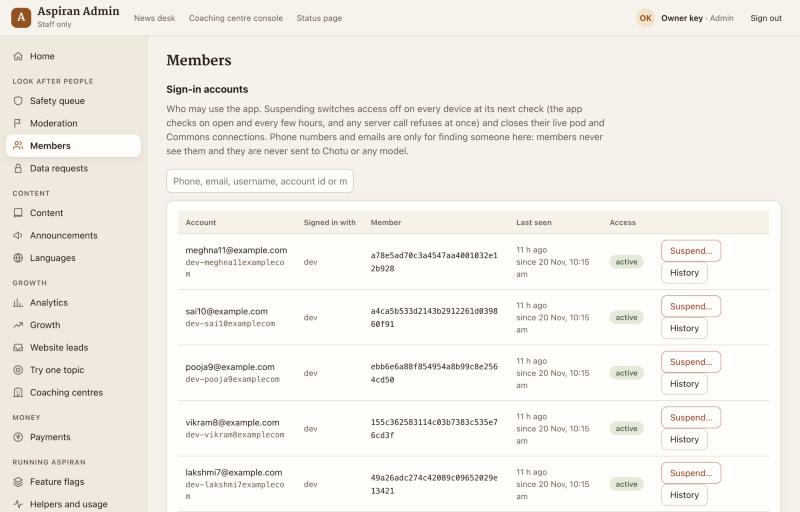 A
Aspiran Admin
Staff only
News desk
Coaching centre console
Status page
OK
Owner key · Admin
Sign out
Home
LOOK AFTER PEOPLE
Safety queue
Moderation
Members
Data requests
CONTENT
Content
Announcements
Languages
GROWTH
Analytics
Growth
Website leads
Try one topic
Coaching centres
MONEY
Payments
RUNNING ASPIRAN
Feature flags
Helpers and usage
Members
Sign-in accounts
Who may use the app. Suspending switches access off on every device at its next check (the app
checks on open and every few hours, and any server call refuses at once) and closes their live pod and
Commons connections. Phone numbers and emails are only for finding someone here: members never
see them and they are never sent to Chotu or any model.
Phone, email, username, account id or m
Account
Signed in with
Member
Last seen
Access
meghna11@example.com
dev-meghna11exampleco
m
dev
a78e5ad70c3a4547aa4001032e1
2b928
11 h ago
since 20 Nov, 10:15
am
active
Suspend...
History
sai10@example.com
dev-sai10examplecom
dev
a4ca5b533d2143b2912261d0398
60f91
11 h ago
since 20 Nov, 10:15
am
active
Suspend...
History
pooja9@example.com
dev-pooja9examplecom
dev
ebb6e6a88f854954a8b99c8e256
4cd50
11 h ago
since 20 Nov, 10:15
am
active
Suspend...
History
vikram8@example.com
dev-vikram8examplecom
dev
155c362583114c03b7383c535e7
6cd3f
11 h ago
since 20 Nov, 10:15
am
active
Suspend...
History
lakshmi7@example.com
dev-lakshmi7exampleco
m
dev
49a26adc274c42089c09652029e
13421
11 h ago
since 20 Nov, 10:15
am
active
Suspend...
History